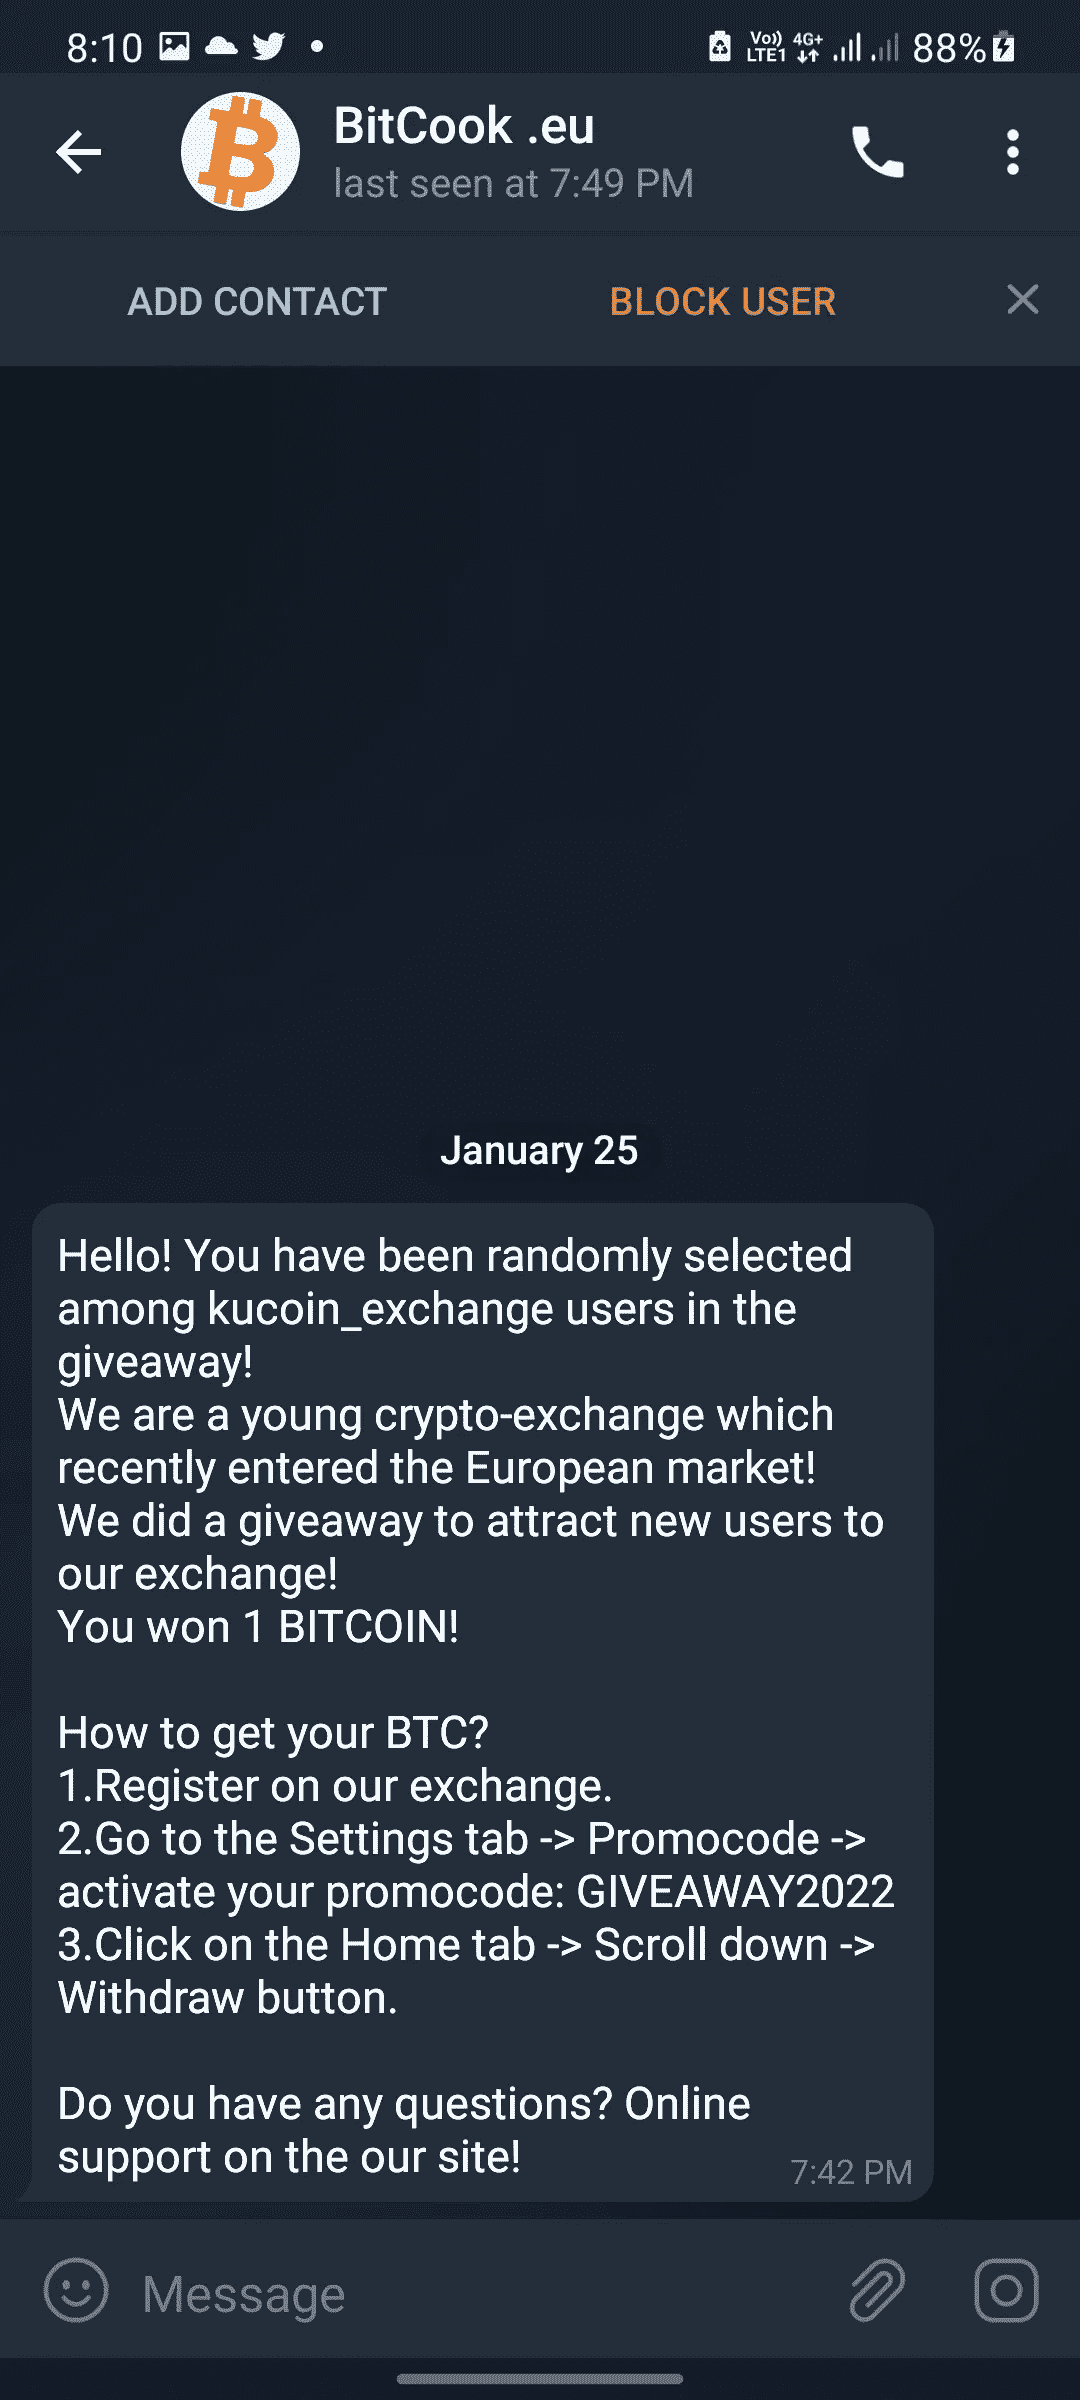 8:10
Vo)) LTE1 4G+ 88%
BitCook .eu
last seen at 7:49 PM
ADD CONTACT BLOCK USER
January 25
Hello! You have been randomly selected
among kucoin_exchange users in the
giveaway!
We are a young crypto-exchange which
recently entered the European market!
We did a giveaway to attract new users to
our exchange!
You won 1 BITCOIN!
How to get your BTC?
1.Register on our exchange.
2.Go to the Settings tab -> Promocode ->
activate your promocode: GIVEAWAY2022
3.Click on the Home tab -> Scroll down ->
Withdraw button.
Do you have any questions? Online
support on the our site!
7:42 PM
Message